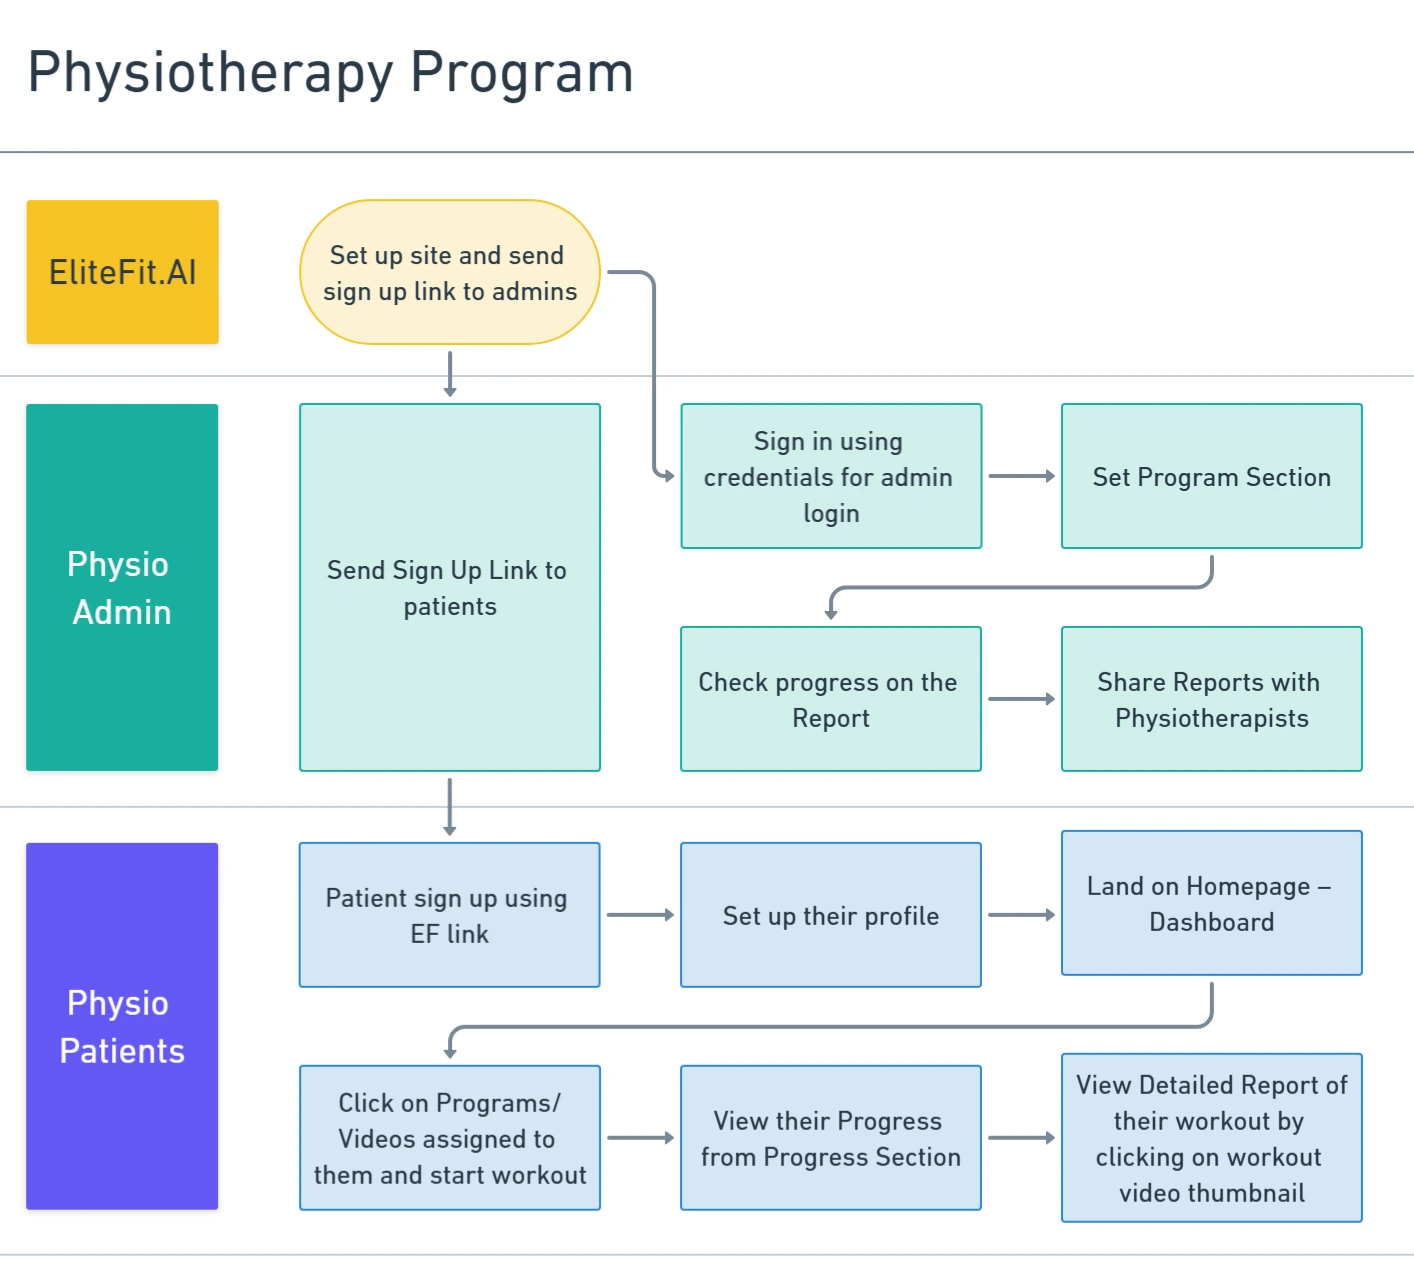 Physiotherapy Program
EliteFit.AI
Set up site and send
sign up link to admins
Physio
Admin
Send Sign Up Link to
patients
Sign in using
credentials for admin
login
Set Program Section
Check progress on the
Report
Share Reports with
Physiotherapists
Physio
Patients
Patient sign up using
EF link
Set up their profile
Land on Homepage –
Dashboard
Click on Programs/
Videos assigned to
them and start workout
View their Progress
from Progress Section
View Detailed Report of
their workout by
clicking on workout
video thumbnail